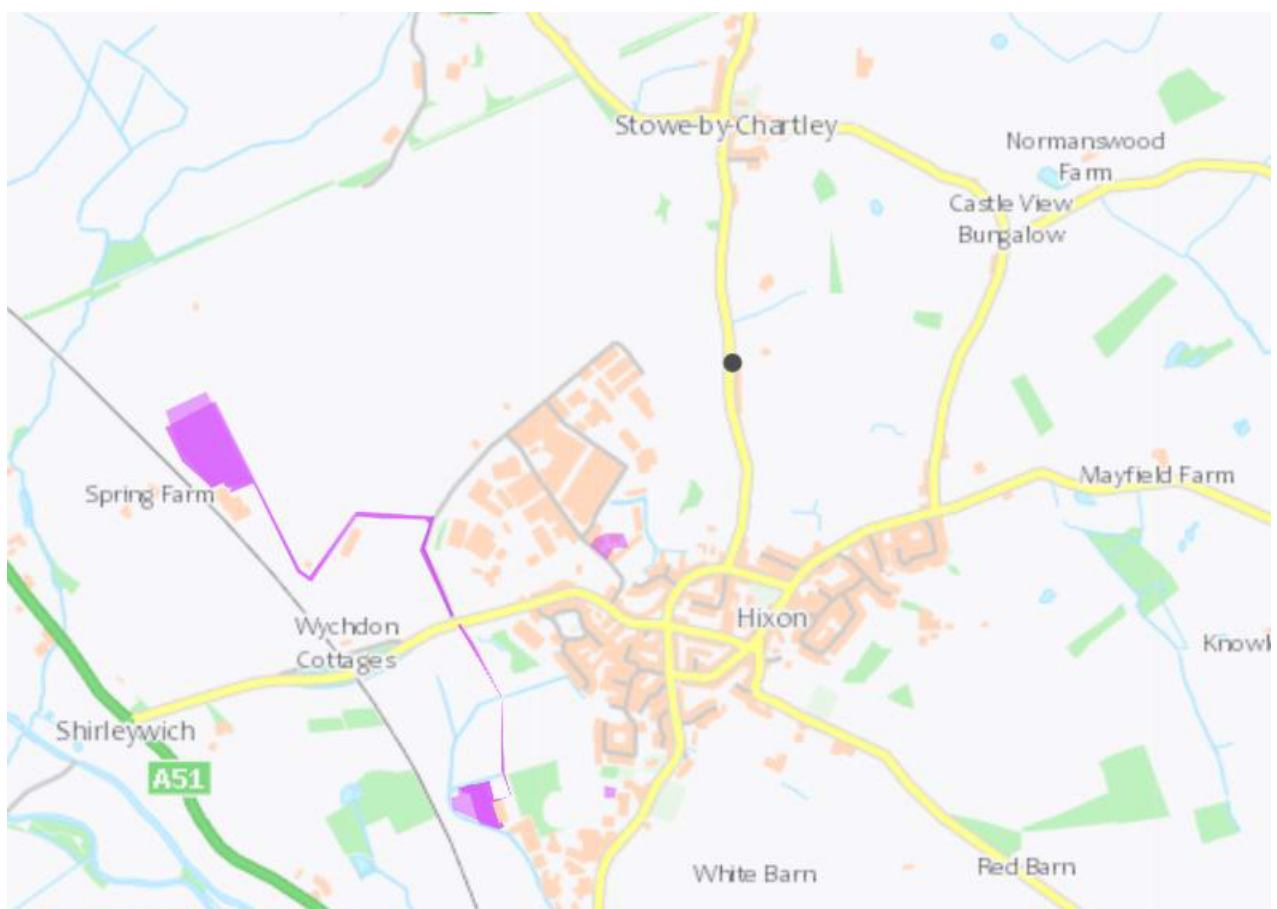 Stowe-by-Chartley
Normanswood
Farm
Castle View
Bungalow
Spring Farm
Mayfield Farm
Wychdon
Cottages
Hixon
Shirleywich
A51
White Barn
Red Barn